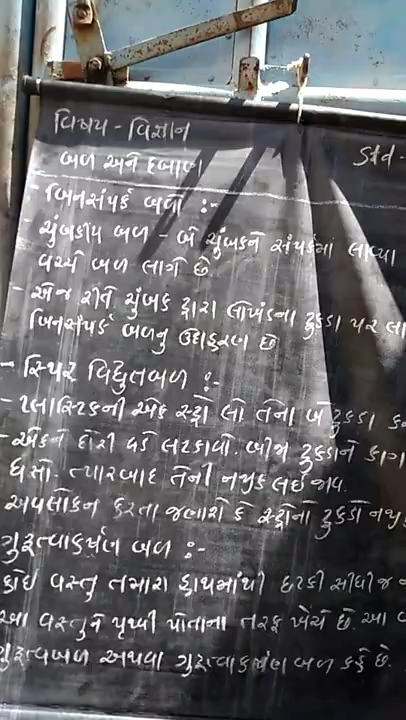 વિષય - વિજ્ઞાન
Std -
બળ અને દબાણ
- બિનસંપર્ક બળો :-
- ચુંબકીય બળ - બે ચુંબકને સંપર્કમાં લાવ્યા
વચ્ચે બળ લાગે છે
- એજ રીતે ચુંબક દ્વારા લોખંડના ટુકડા પર લા
બિનસંપર્ક બળનુ ઉદાહરણ છે
- સ્થિર વિદ્યુતબળ :-
- પ્લાસ્ટિકની એક સ્ટ્રો લો તેના બે ટુકડા ક
- એકને દોરી વડે લટકાવો. બીજા ટુકડાને કાગ
ઘસો. ત્યારબાદ તેની નજીક લઈ જાવ.
અવલોકન કરતા જણાશે કે સ્ટ્રોનો ટુકડો નજી
ગુરુત્વાકર્ષણ બળ :-
કોઈ વસ્તુ તમારા હાથમાંથી છટકી સીધી જ
આ વસ્તુને પૃથ્વી પોતાના તરફ ખેંચે છે. આ
ગુરુત્વબળ અથવા ગુરુત્વાકર્ષણ બળ કહે છે.